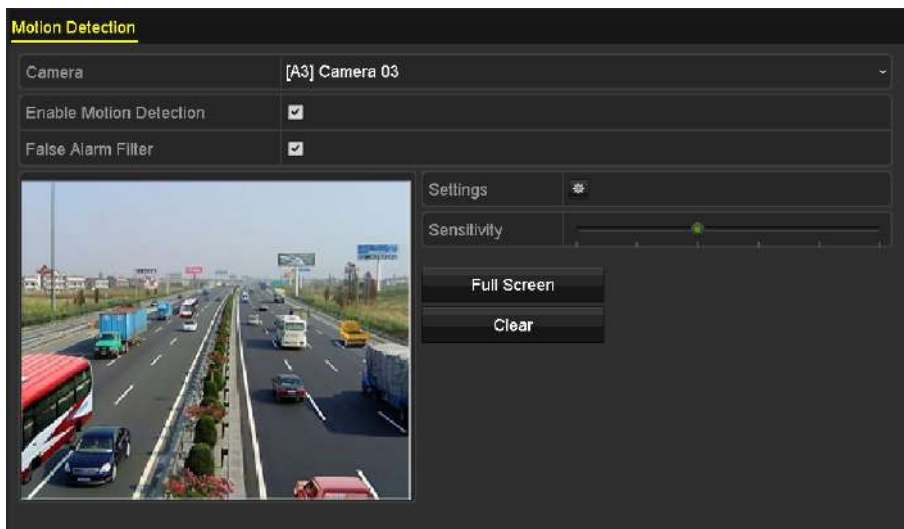 Motion Detection
Camera [A3] Camera 03
Enable Motion Detection
False Alarm Filter
Settings
Sensitivity
Full Screen
Clear